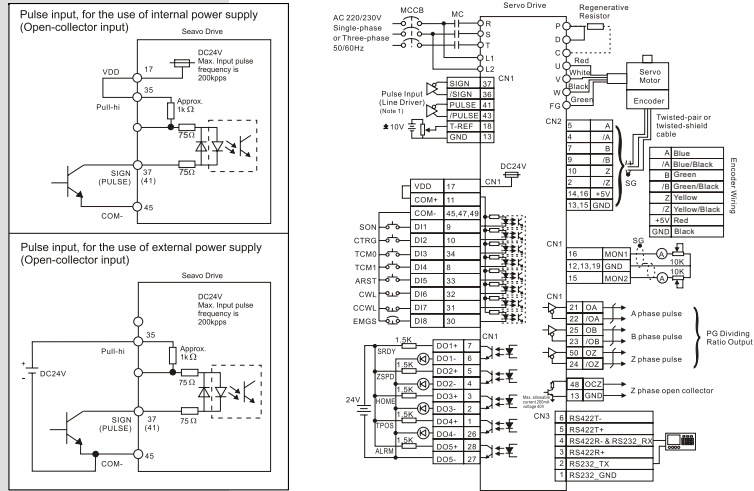 Pulse input, for the use of internal power supply
(Open-collector input)
Seavo Drive
DC24V
Max. Input pulse
frequency is
200kpps
VDD
17
35
Pull-hi
Approx.
1k Ω
75Ω
75Ω
SIGN
(PULSE)
37
(41)
45
COM-
Pulse input, for the use of external power supply
(Open-collector input)
Seavo Drive
DC24V
Max. Input pulse
frequency is
200kpps
35
Pull-hi
Approx.
1k Ω
+
-
DC24V
75 Ω
75 Ω
SIGN
(PULSE)
37
(41)
45
COM-
Servo Drive
AC 220/230V
Single-phase
or Three-phase
50/60Hz
MCCB
MC
R
S
T
L1
L2
P
D
C
U
V
W
FG
Regenerative
Resistor
Red
White
Black
Green
Servo
Motor
Encoder
Twisted-pair or
twisted-shield
cable
CN1
Pulse Input
(Line Driver)
(Note 1)
±10V
SIGN 37
/SIGN 36
PULSE 41
/PULSE 43
T-REF 18
GND 13
CN2
5 A
4 /A
7 B
9 /B
10 Z
2 /Z
14,16 +5V
13,15 GND
SG
A Blue
/A Blue/Black
B Green
/B Green/Black
Z Yellow
/Z Yellow/Black
+5V Red
GND Black
Encoder Wiring
DC24V
CN1
VDD 17
COM+ 11
COM- 45,47,49
SON DI1 9
CTRG DI2 10
TCM0 DI3 34
TCM1 DI4 8
ARST DI5 33
CWL DI6 32
CCWL DI7 31
EMGS DI8 30
CN1
SG
16 MON1
12,13,19 GND
15 MON2
A
10K
10K
A
CN1
21 OA
22 /OA
25 OB
23 /OB
50 OZ
24 /OZ
A phase pulse
B phase pulse
Z phase pulse
PG Dividing
Ratio Output
48 OCZ
13 GND
Z phase open collector
Max. allowable
current 200mA
voltage 40V
CN1
24V
1.5K
SRDY
1.5K
ZSPD
1.5K
HOME
1.5K
TPOS
1.5K
ALRM
DO1+ 7
DO1- 6
DO2+ 5
DO2- 4
DO3+ 3
DO3- 2
DO4+ 1
DO4- 26
DO5+ 28
DO5- 27
CN3
6 RS422T-
5 RS422T+
4 RS422R- & RS232_RX
3 RS422R+
2 RS232_TX
1 RS232_GND